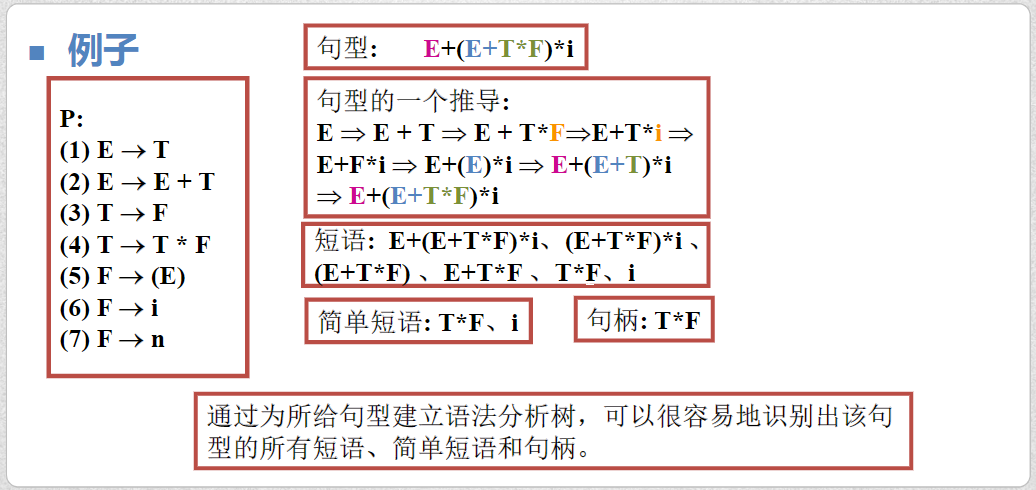 ■ 例子
句型: E+(E+T*F)*i
P:
(1) E → T
(2) E → E + T
(3) T → F
(4) T → T * F
(5) F → (E)
(6) F → i
(7) F → n
句型的一个推导:
E ⇒ E + T ⇒ E + T*F⇒E+T*i ⇒
E+F*i ⇒ E+(E)*i ⇒ E+(E+T)*i
⇒ E+(E+T*F)*i
短语: E+(E+T*F)*i、(E+T*F)*i 、
(E+T*F) 、E+T*F 、T*F、i
简单短语: T*F、i
句柄: T*F
通过为所给句型建立语法分析树，可以很容易地识别出该句
型的所有短语、简单短语和句柄。